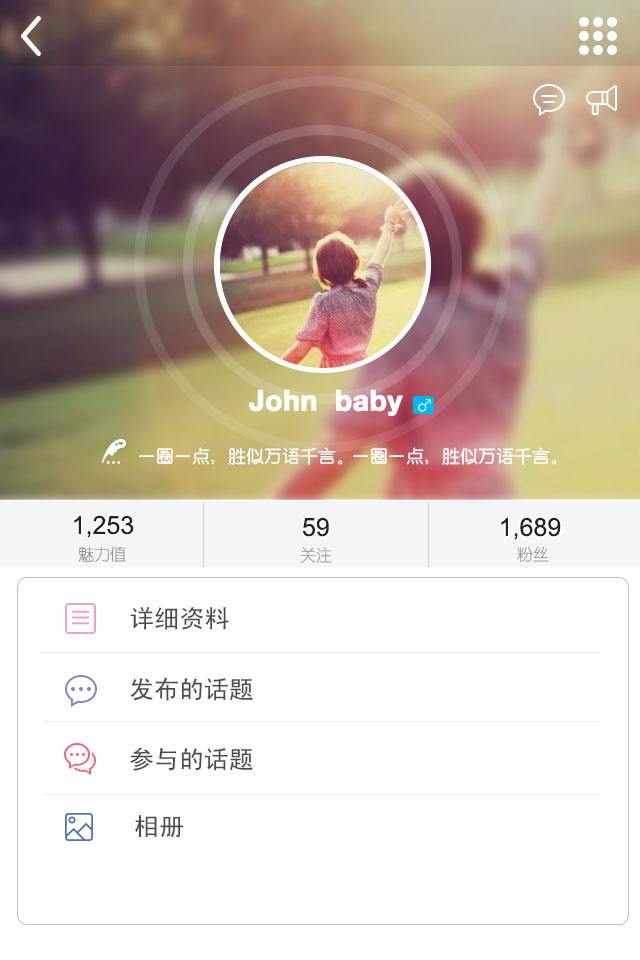 John baby
一圈一点，胜似万语千言。一圈一点，胜似万语千言。
1,253 59 1,689
魅力值 关注 粉丝
详细资料
发布的话题
参与的话题
相册